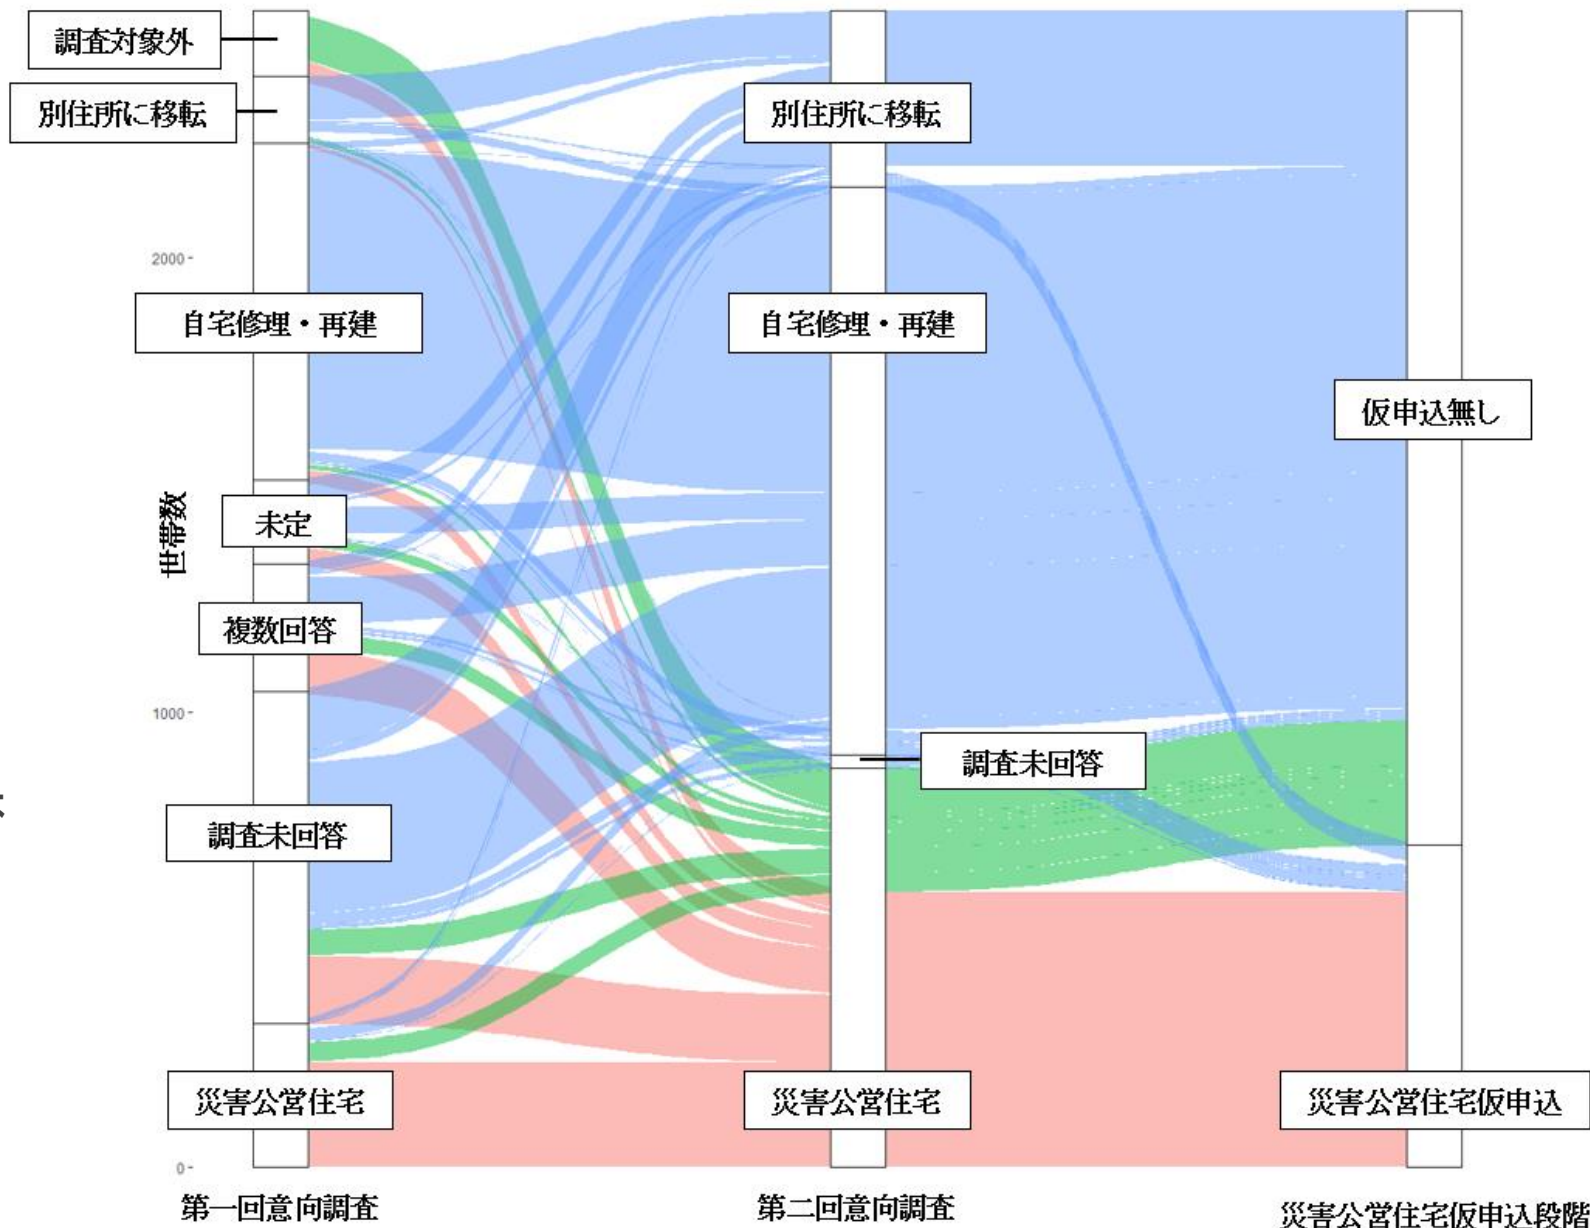 調査対象外
別住所に移転
別住所に移転
2000
自宅修理・再建
自宅修理・再建
仮申込無し
世帯数
未定
複数回答
1000
調査未回答
調査未回答
災害公営住宅
災害公営住宅
災害公営住宅仮申込
0
第一回意向調査
第二回意向調査
災害公営住宅仮申込段階